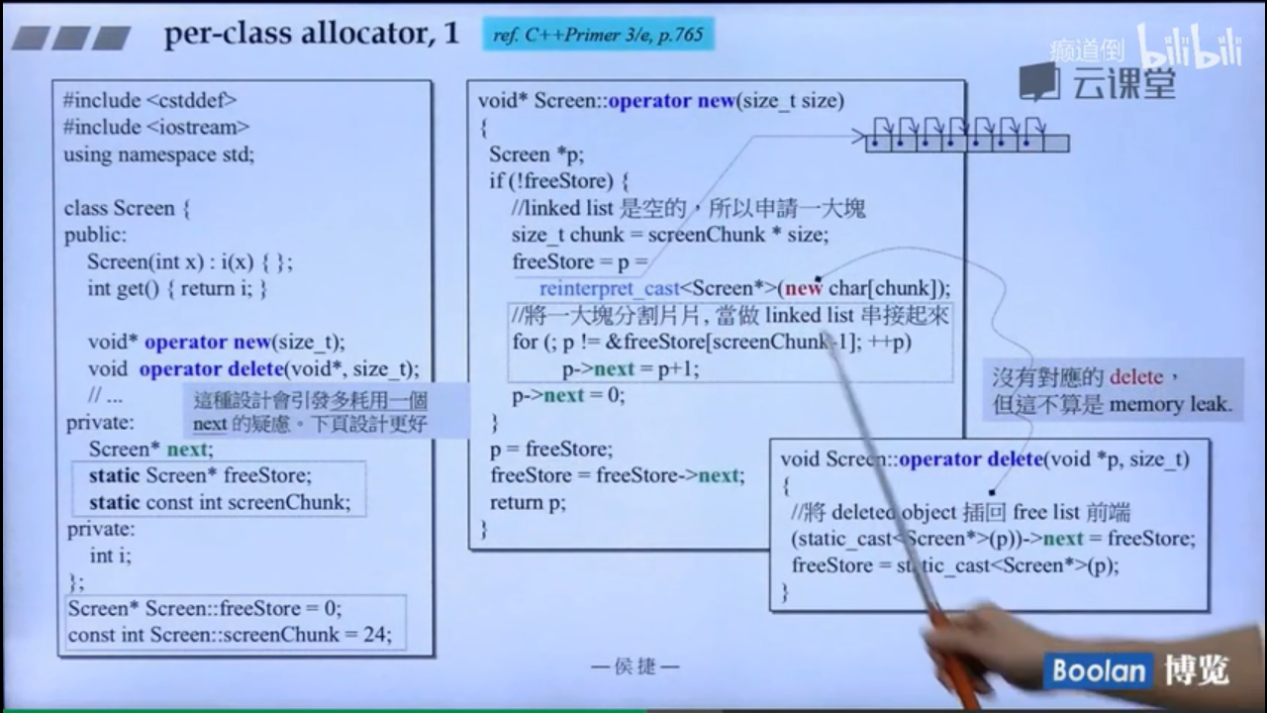 per-class allocator, 1
ref. C++Primer 3/e, p.765
癫道倒 bilibili
云课堂
#include <cstddef>
#include <iostream>
using namespace std;
class Screen {
public:
Screen(int x) : i(x) { };
int get() { return i; }
void* operator new(size_t);
void operator delete(void*, size_t);
// ...
這種設計會引發多耗用一個
next 的疑慮。下頁設計更好
private:
Screen* next;
static Screen* freeStore;
static const int screenChunk;
private:
int i;
};
Screen* Screen::freeStore = 0;
const int Screen::screenChunk = 24;
void* Screen::operator new(size_t size)
{
Screen *p;
if (!freeStore) {
//linked list 是空的，所以申請一大塊
size_t chunk = screenChunk * size;
freeStore = p =
reinterpret_cast<Screen*>(new char[chunk]);
//將一大塊分割片片, 當做 linked list 串接起來
for (; p != &freeStore[screenChunk-1]; ++p)
p->next = p+1;
p->next = 0;
}
p = freeStore;
freeStore = freeStore->next;
return p;
}
沒有對應的 delete，
但這不算是 memory leak.
void Screen::operator delete(void *p, size_t)
{
//將 deleted object 插回 free list 前端
(static_cast<Screen*>(p))->next = freeStore;
freeStore = static_cast<Screen*>(p);
}
—侯捷—
Boolan 博览